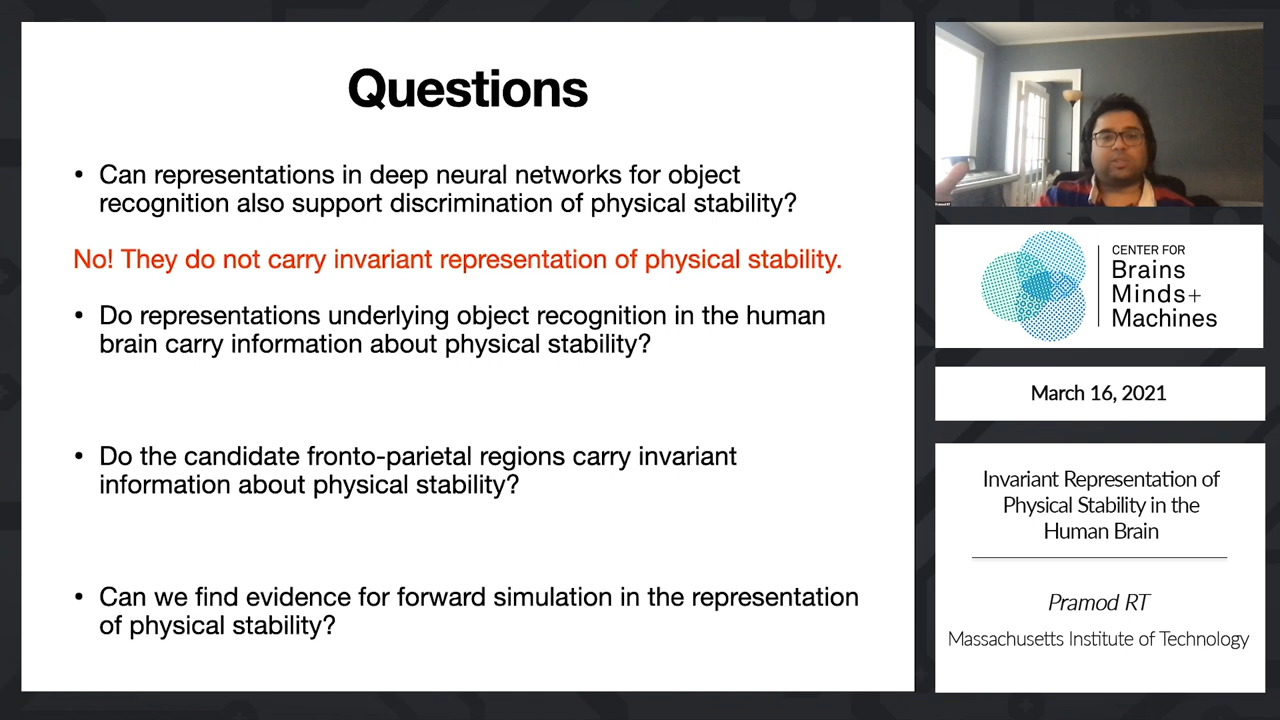 Questions
• Can representations in deep neural networks for object
recognition also support discrimination of physical stability?
No! They do not carry invariant representation of physical stability.
• Do representations underlying object recognition in the human
brain carry information about physical stability?
• Do the candidate fronto-parietal regions carry invariant
information about physical stability?
• Can we find evidence for forward simulation in the representation
of physical stability?
Pramod RT
CENTER FOR
Brains
Minds+
Machines
March 16, 2021
Invariant Representation of
Physical Stability in the
Human Brain
Pramod RT
Massachusetts Institute of Technology